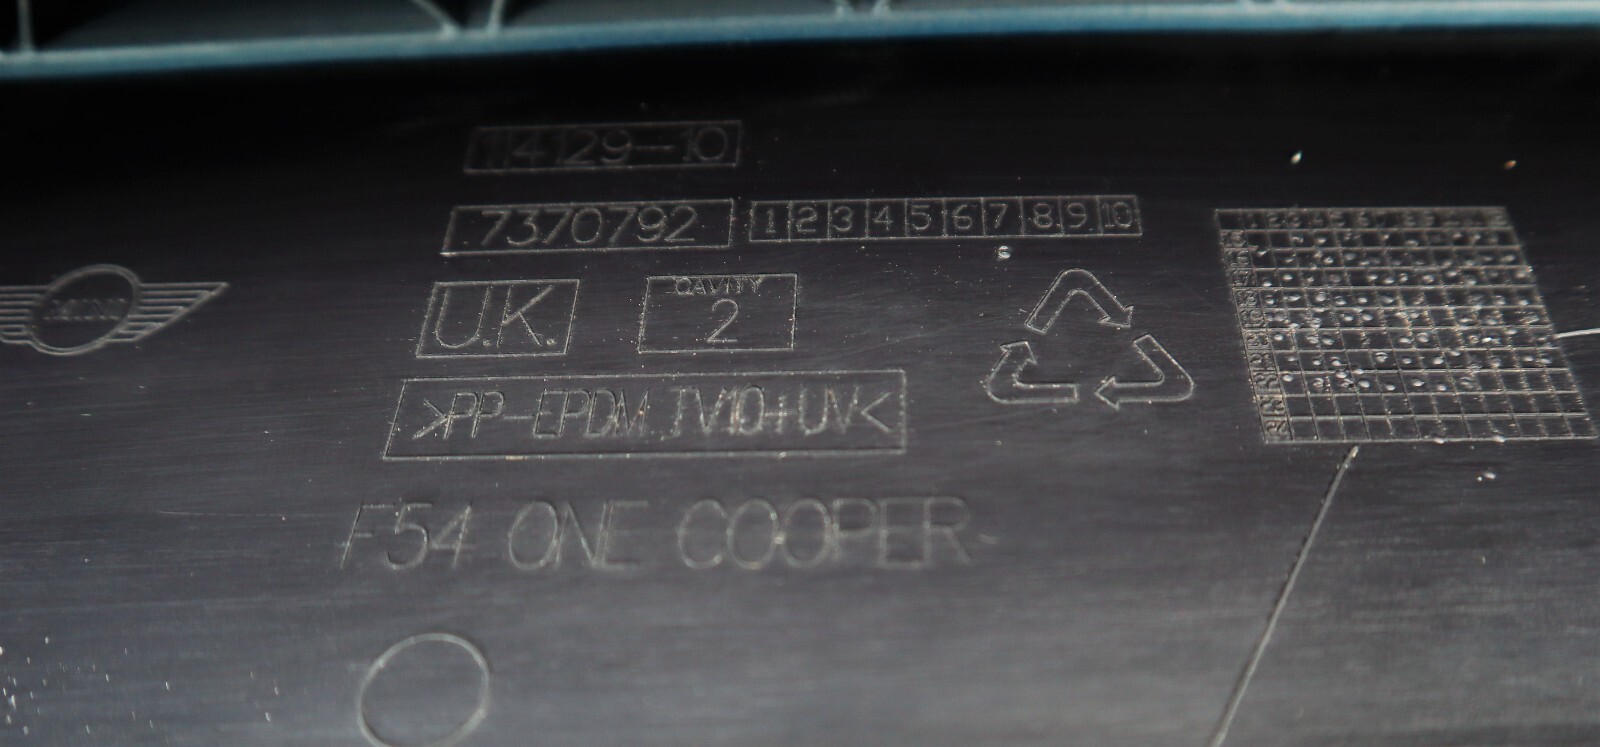 114129-10
7370792 1 2 3 4 5 6 7 8 9 10
MINI
U.K.
CAVITY
2
>PP-EPDM TV10+UV<
F54 ONE COOPER